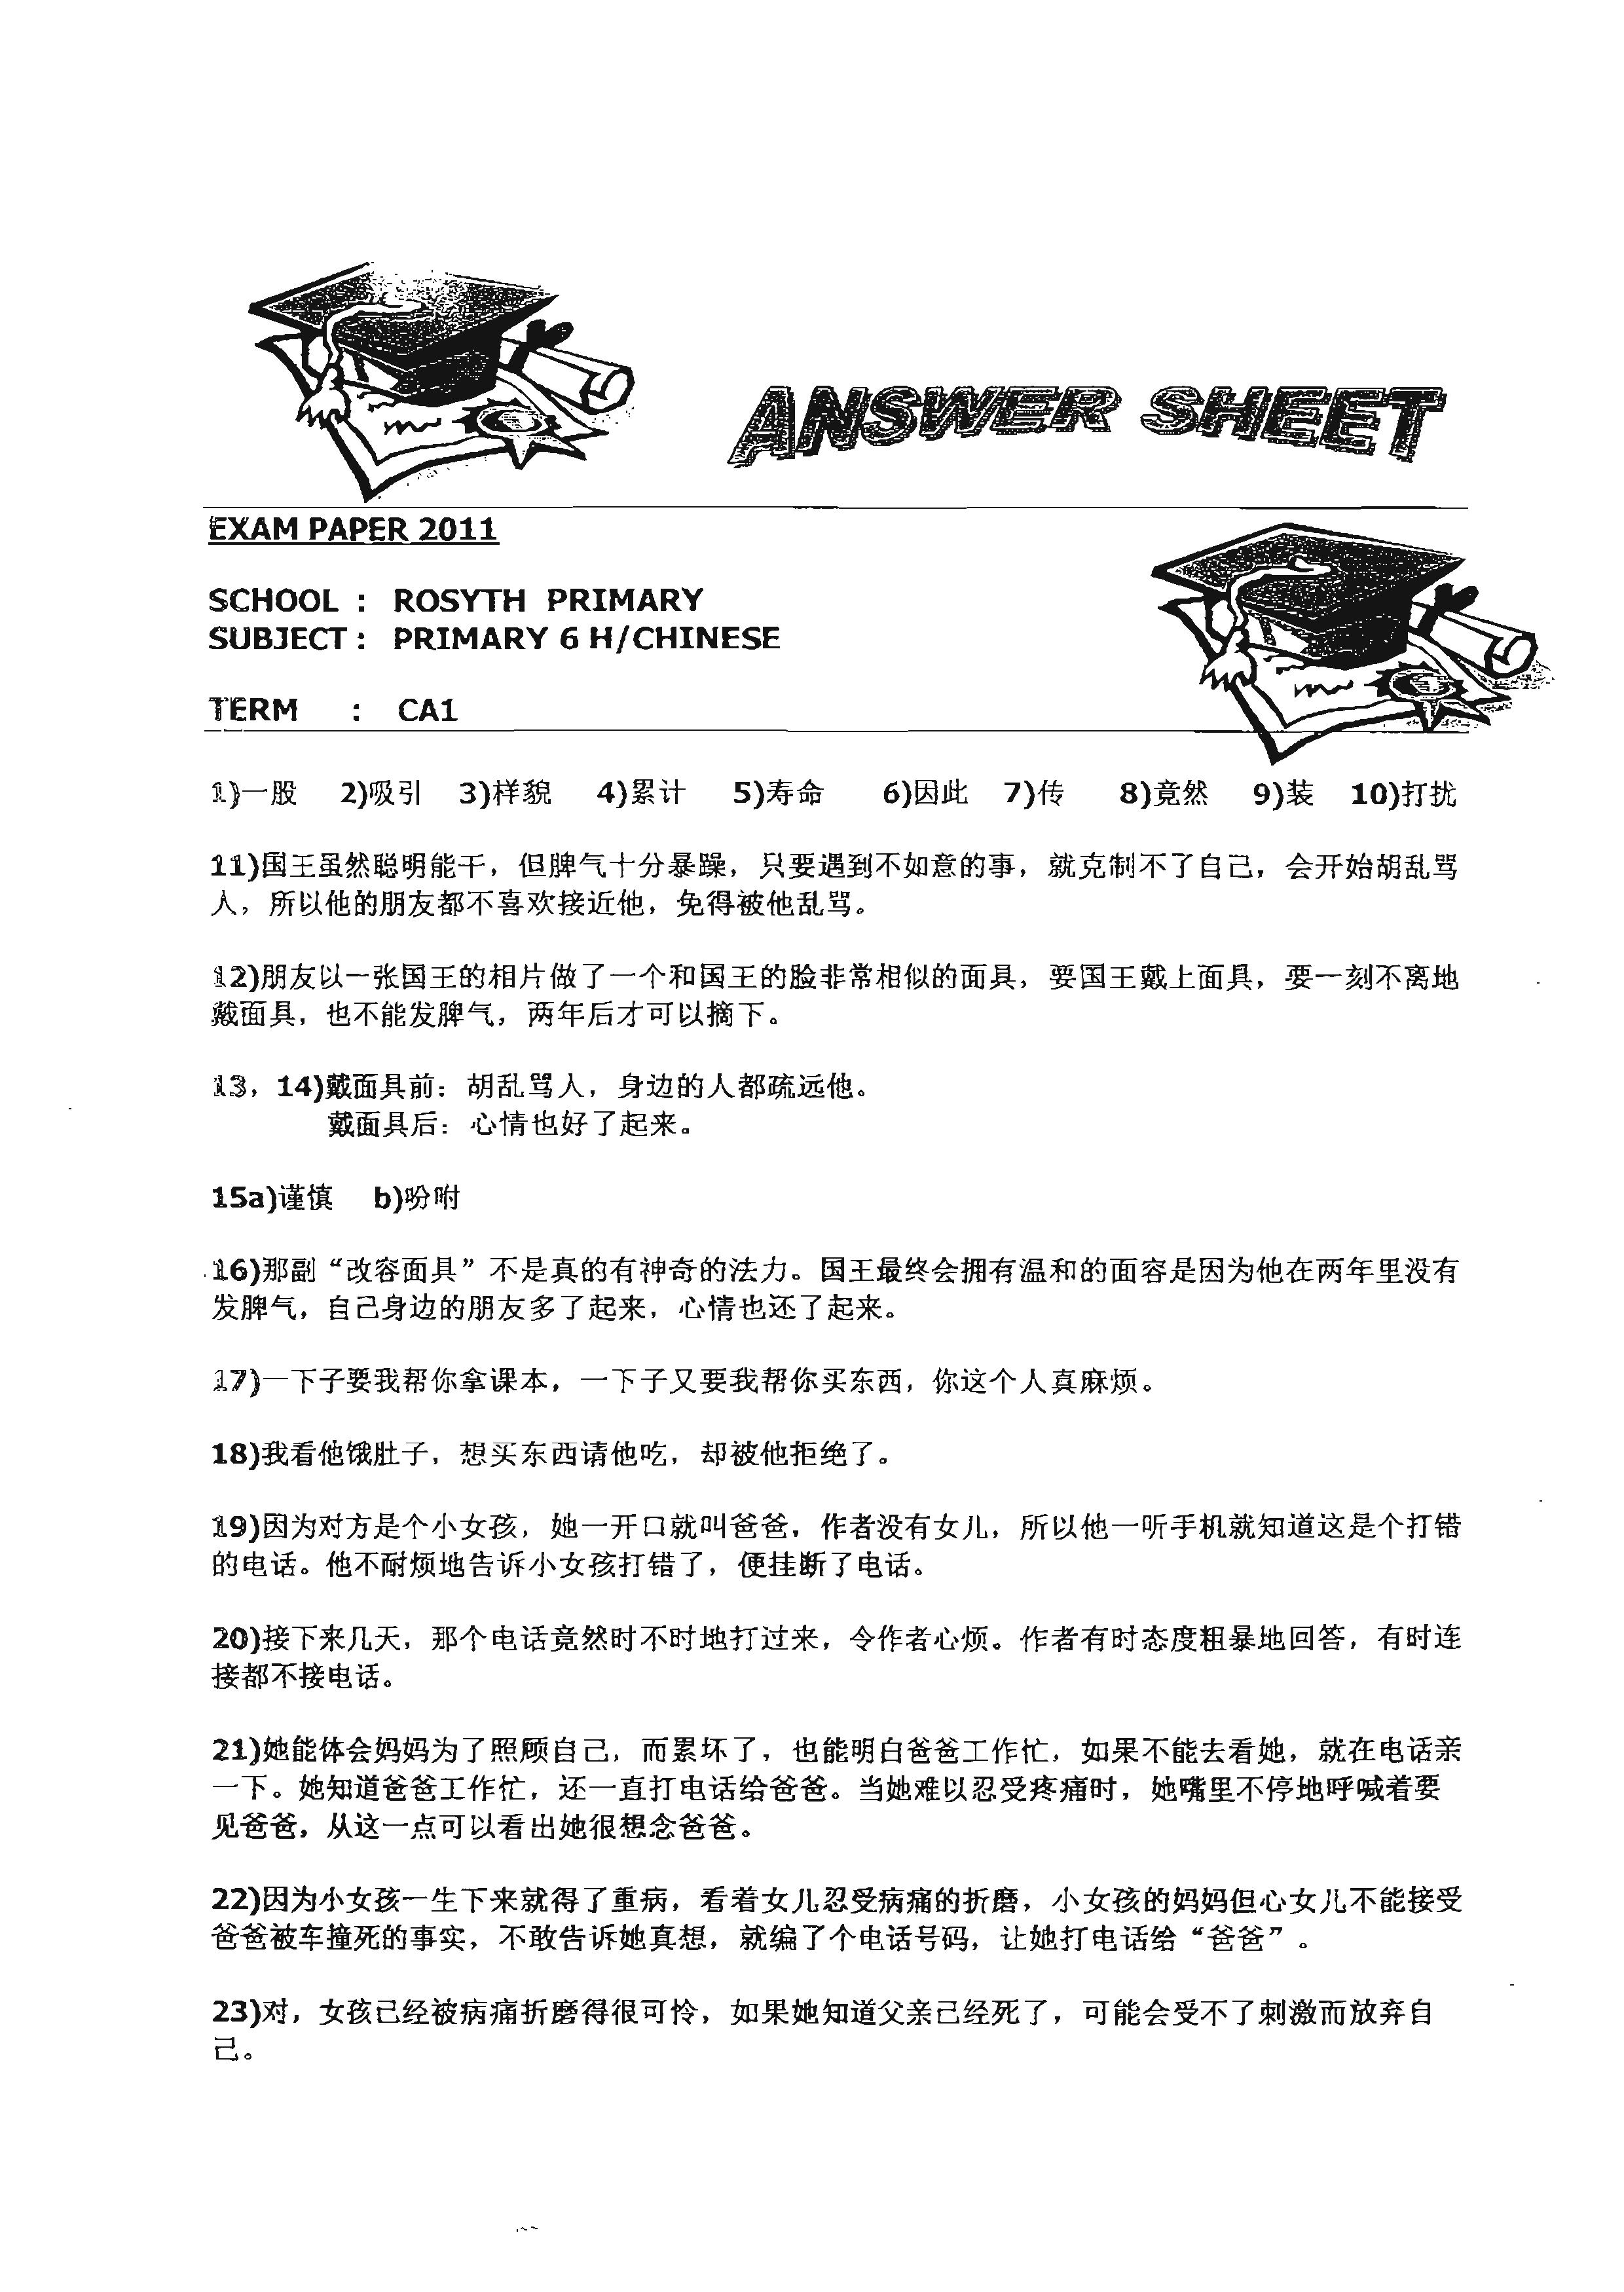 ANSWER SHEET
EXAM PAPER 2011
SCHOOL : ROSYTH PRIMARY
SUBJECT : PRIMARY 6 H/CHINESE
TERM : CA1
1)一股 2)吸引 3)样貌 4)累计 5)寿命 6)因此 7)传 8)竟然 9)装 10)打扰
11)国王虽然聪明能干，但脾气十分暴躁，只要遇到不如意的事，就克制不了自己，会开始胡乱骂
人，所以他的朋友都不喜欢接近他，免得被他乱骂。
12)朋友以一张国王的相片做了一个和国王的脸非常相似的面具，要国王戴上面具，要一刻不离地
戴面具，也不能发脾气，两年后才可以摘下。
13，14)戴面具前：胡乱骂人，身边的人都疏远他。
戴面具后：心情也好了起来。
15a)谨慎 b)吩咐
16)那副“改容面具”不是真的有神奇的法力。国王最终会拥有温和的面容是因为他在两年里没有
发脾气，自己身边的朋友多了起来，心情也还了起来。
17)一下子要我帮你拿课本，一下子又要我帮你买东西，你这个人真麻烦。
18)我看他饿肚子，想买东西请他吃，却被他拒绝了。
19)因为对方是个小女孩，她一开口就叫爸爸，作者没有女儿，所以他一听手机就知道这是个打错
的电话。他不耐烦地告诉小女孩打错了，便挂断了电话。
20)接下来几天，那个电话竟然时不时地打过来，令作者心烦。作者有时态度粗暴地回答，有时连
接都不接电话。
21)她能体会妈妈为了照顾自己，而累坏了，也能明白爸爸工作忙，如果不能去看她，就在电话亲
一下。她知道爸爸工作忙，还一直打电话给爸爸。当她难以忍受疼痛时，她嘴里不停地呼喊着要
见爸爸，从这一点可以看出她很想念爸爸。
22)因为小女孩一生下来就得了重病，看着女儿忍受病痛的折磨，小女孩的妈妈但心女儿不能接受
爸爸被车撞死的事实，不敢告诉她真想，就编了个电话号码，让她打电话给“爸爸”。
23)对，女孩已经被病痛折磨得很可怜，如果她知道父亲已经死了，可能会受不了刺激而放弃自
己。